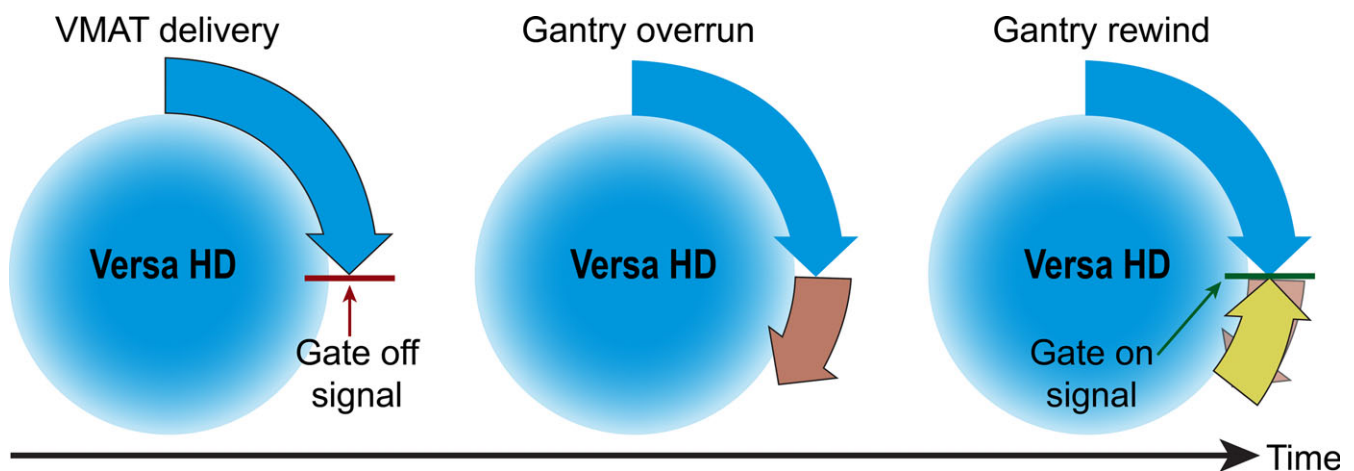 VMAT delivery
Gantry overrun
Gantry rewind
Versa HD
Versa HD
Versa HD
Gate off
signal
Gate on
signal
Time